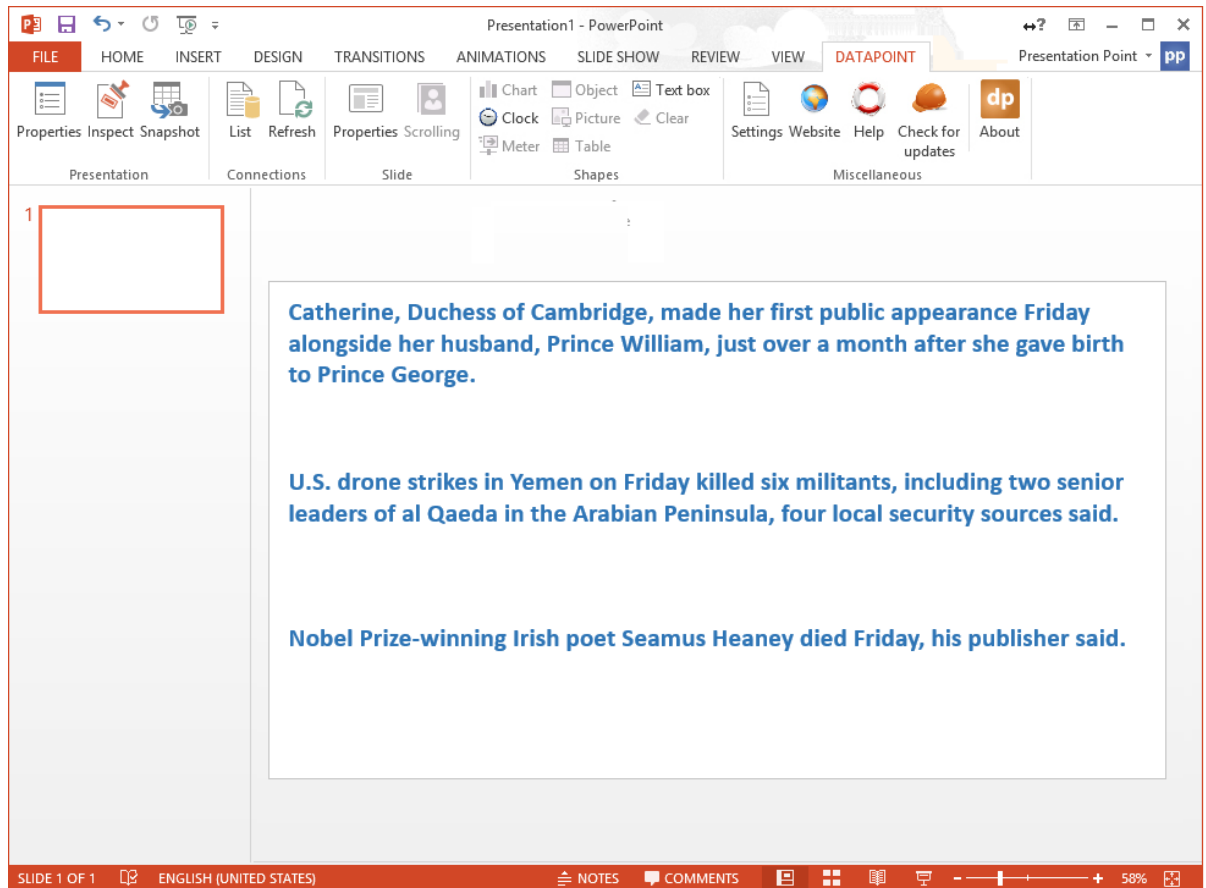 Presentation1 - PowerPoint
?
FILE HOME INSERT DESIGN TRANSITIONS ANIMATIONS SLIDE SHOW REVIEW VIEW DATAPOINT Presentation Point pp
Properties Inspect Snapshot List Refresh Properties Scrolling
Chart Object Text box
Clock Picture Clear
Meter Table
Settings Website Help Check for updates
dp
About
Presentation Connections Slide Shapes Miscellaneous
1
Catherine, Duchess of Cambridge, made her first public appearance Friday
alongside her husband, Prince William, just over a month after she gave birth
to Prince George.
U.S. drone strikes in Yemen on Friday killed six militants, including two senior
leaders of al Qaeda in the Arabian Peninsula, four local security sources said.
Nobel Prize-winning Irish poet Seamus Heaney died Friday, his publisher said.
SLIDE 1 OF 1 ENGLISH (UNITED STATES) NOTES COMMENTS 58%